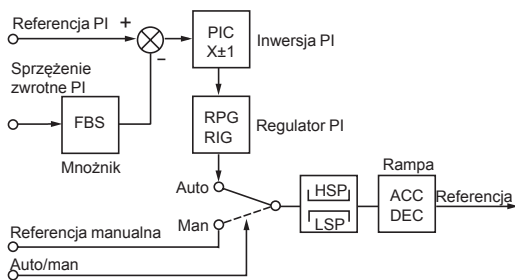 Referencja PI
+
−
PIC
X±1
Inwersja PI
Sprzężenie
zwrotne PI
FBS
Mnożnik
RPG
RIG
Regulator PI
Auto
Man
HSP
LSP
Rampa
ACC
DEC
Referencja
Referencja manualna
Auto/man